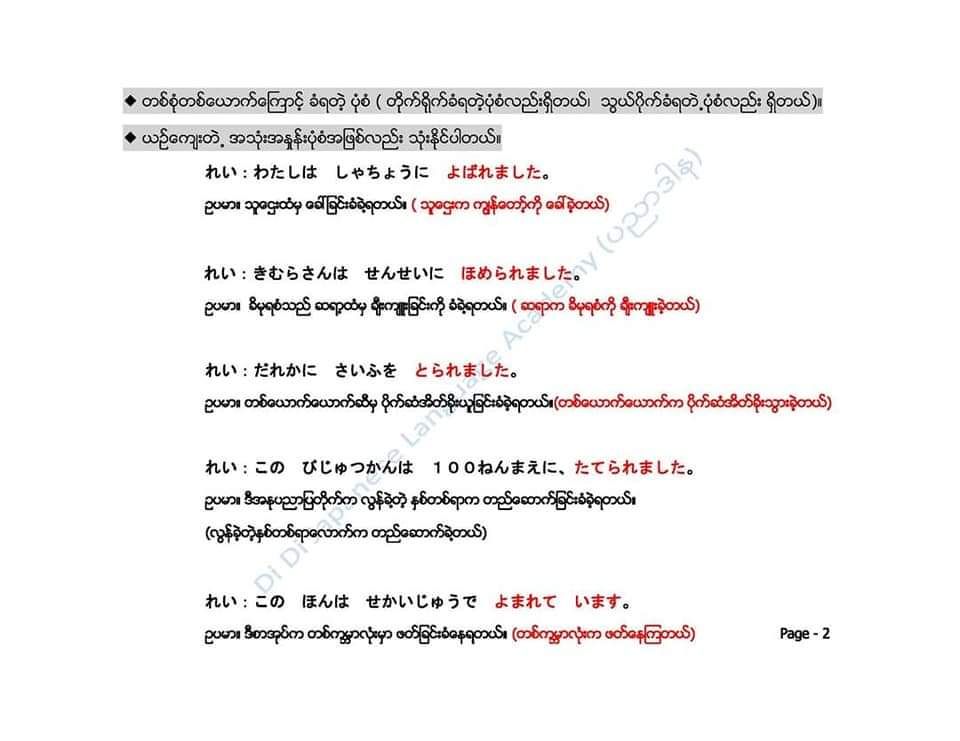 ◆ တစ်စုံတစ်ယောက်ကြောင့် ခံရတဲ့ ပုံစံ ( တိုက်ရိုက်ခံရတဲ့ပုံစံလည်းရှိတယ်၊ သွယ်ဝိုက်ခံရတဲ့ပုံစံလည်း ရှိတယ်)။
◆ ယဉ်ကျေးတဲ့ အသုံးအနှုန်းပုံစံအဖြစ်လည်း သုံးနိုင်ပါတယ်။
れい：わたしは　しゃちょうに　よばれました。
ဥပမာ။ သူဌေးထံမှ ခေါ်ခြင်းခံခဲ့ရတယ်။ ( သူဌေးက ကျွန်တော့်ကို ခေါ်ခဲ့တယ်)
れい：きむらさんは　せんせいに　ほめられました。
ဥပမာ။ ခိမုရစံသည် ဆရာ့ထံမှ ချီးကျူးခြင်းကို ခံခဲ့ရတယ်။ ( ဆရာက ခိမုရစံကို ချီးကျူးခဲ့တယ်)
れい：だれかに　さいふを　とられました。
ဥပမာ။ တစ်ယောက်ယောက်ဆီမှ ပိုက်ဆံအိတ်ခိုးယူခြင်းခံခဲ့ရတယ်။(တစ်ယောက်ယောက်က ပိုက်ဆံအိတ်ခိုးသွားခဲ့တယ်)
れい：この　びじゅつかんは　１００ねんまえに、たてられました。
ဥပမာ။ ဒီအနုပညာပြတိုက်က လွန်ခဲ့တဲ့ နှစ်တစ်ရာက တည်ဆောက်ခြင်းခံခဲ့ရတယ်။
(လွန်ခဲ့တဲ့နှစ်တစ်ရာလောက်က တည်ဆောက်ခဲ့တယ်)
れい：この　ほんは　せかいじゅうで　よまれて　います。
ဥပမာ။ ဒီစာအုပ်က တစ်ကမ္ဘာလုံးမှာ ဖတ်ခြင်းခံနေရတယ်။ (တစ်ကမ္ဘာလုံးက ဖတ်နေကြတယ်)
Page - 2
Di Di Japanese Language Academy (ပညာဒါန)